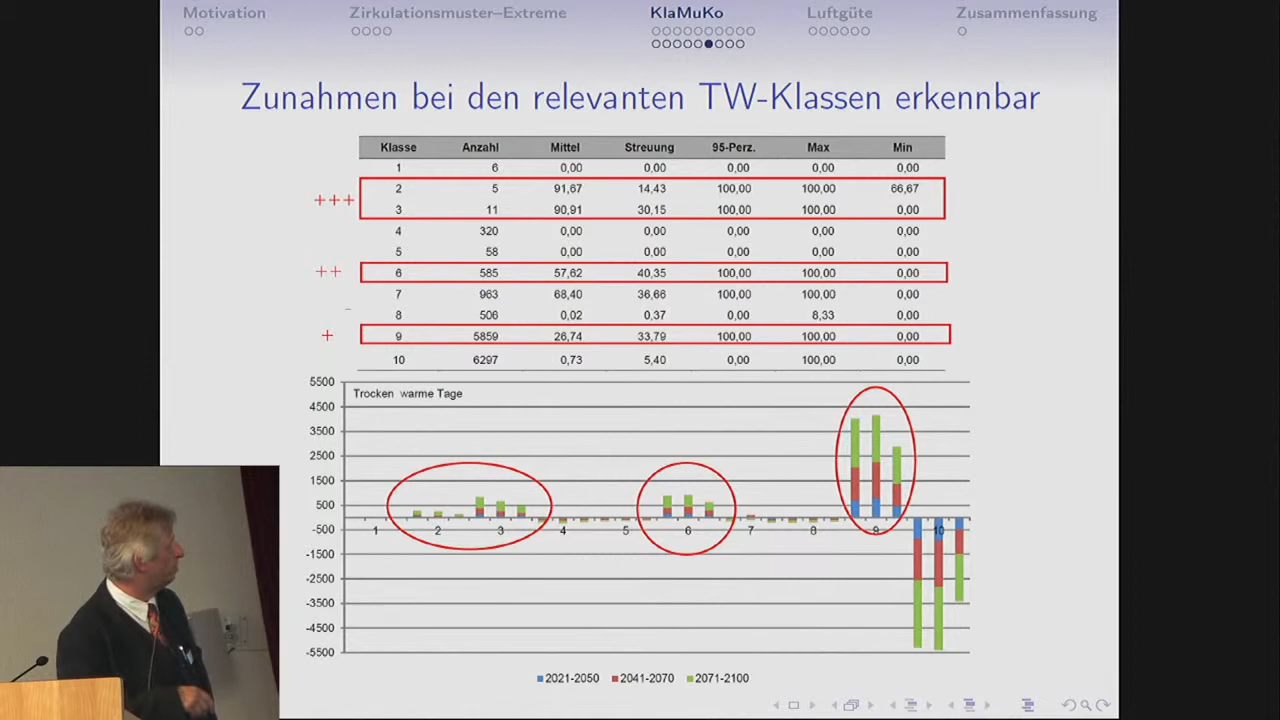 Motivation Zirkulationsmuster–Extreme KlaMuKo Luftgüte Zusammenfassung
Zunahmen bei den relevanten TW-Klassen erkennbar
Klasse Anzahl Mittel Streuung 95-Perz. Max Min
1 6 0,00 0,00 0,00 0,00 0,00
+++ 2 5 91,67 14,43 100,00 100,00 66,67
3 11 90,91 30,15 100,00 100,00 0,00
4 320 0,00 0,00 0,00 0,00 0,00
5 58 0,00 0,00 0,00 0,00 0,00
++ 6 585 57,62 40,35 100,00 100,00 0,00
7 963 68,40 36,66 100,00 100,00 0,00
- 8 506 0,02 0,37 0,00 8,33 0,00
+ 9 5859 26,74 33,79 100,00 100,00 0,00
10 6297 0,73 5,40 0,00 100,00 0,00
5500
Trocken warme Tage
4500
3500
2500
1500
500
-500
1 2 3 4 5 6 7 8 9 10
-1500
-2500
-3500
-4500
-5500
2021-2050 2041-2070 2071-2100